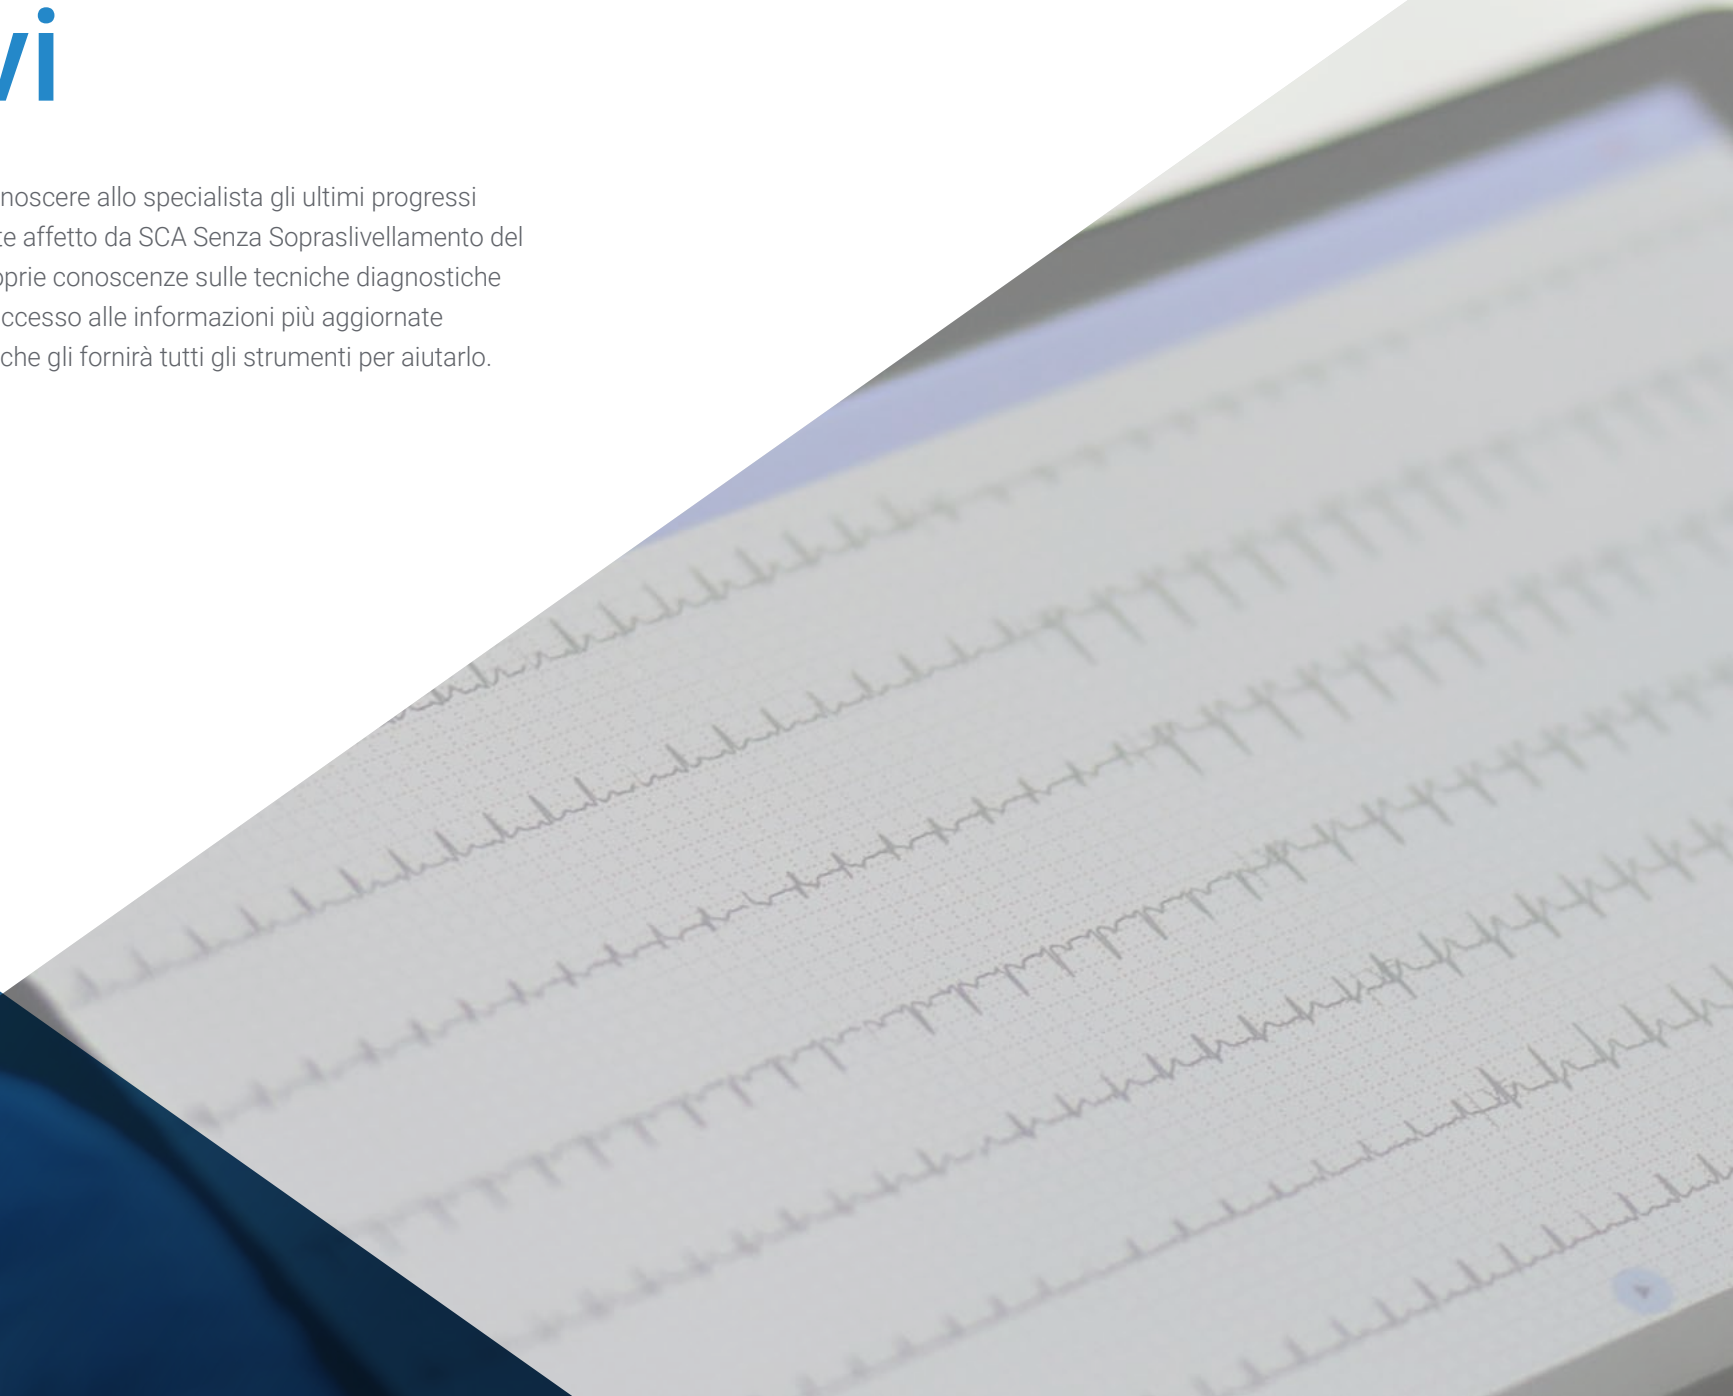 vi
noscere allo specialista gli ultimi progressi
te affetto da SCA Senza Sopraslivellamento del
oprie conoscenze sulle tecniche diagnostiche
ccesso alle informazioni più aggiornate
che gli fornirà tutti gli strumenti per aiutarlo.